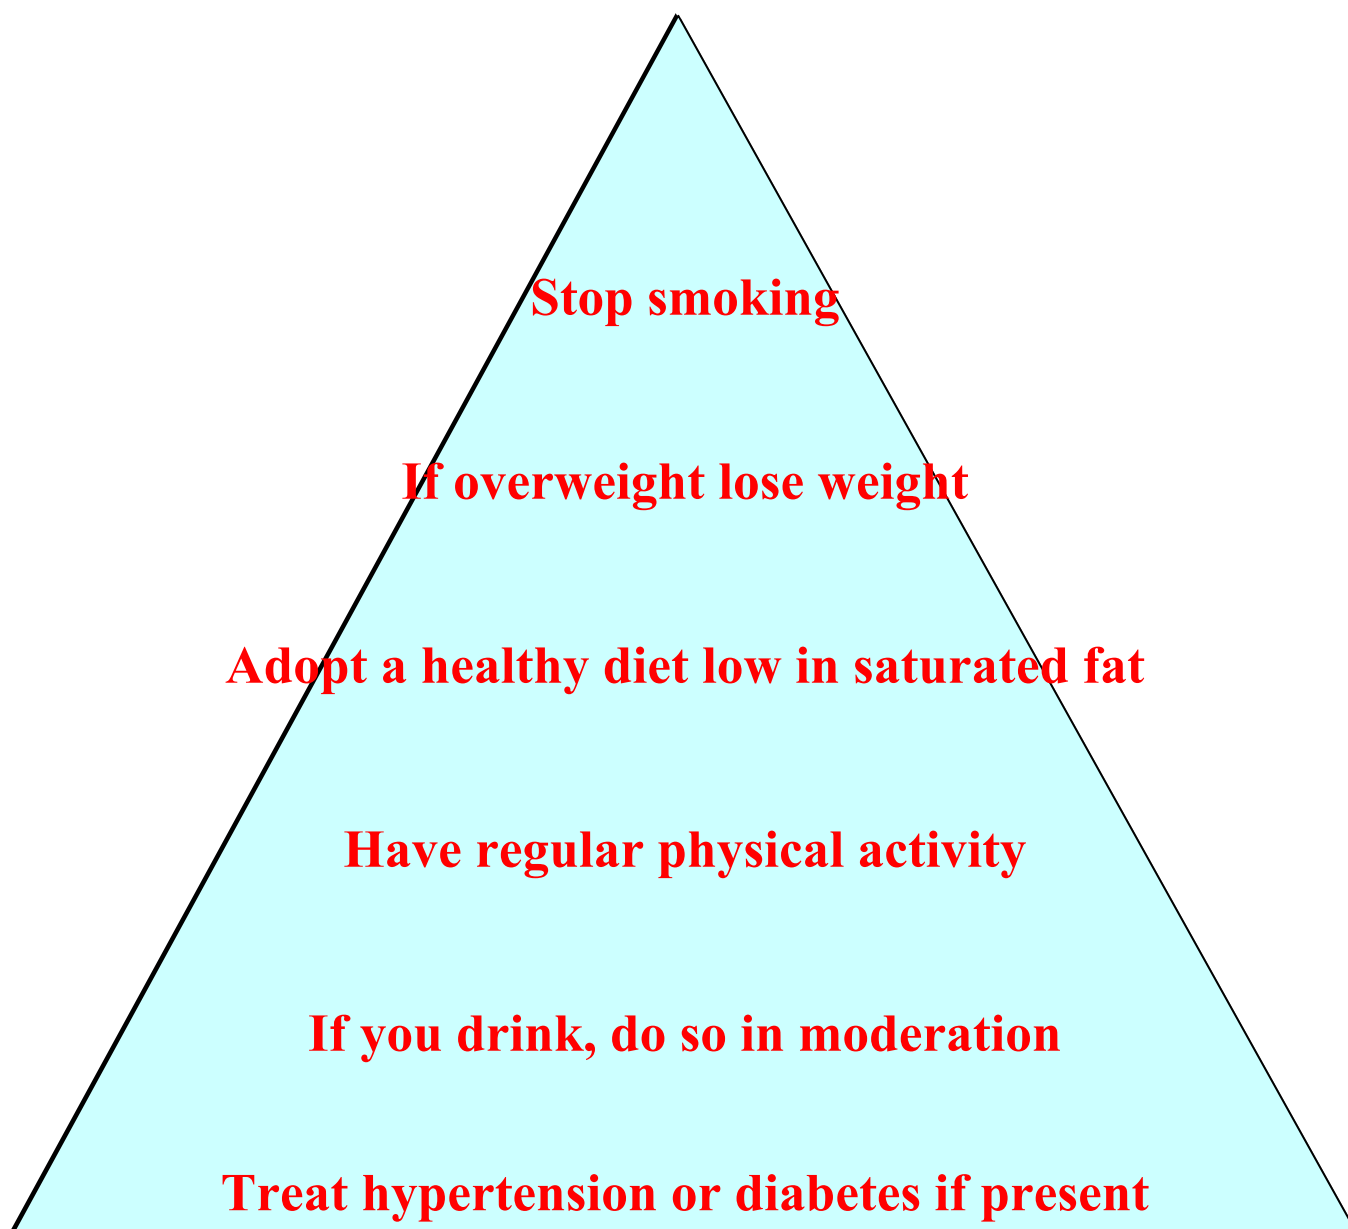 Stop smoking
If overweight lose weight
Adopt a healthy diet low in saturated fat
Have regular physical activity
If you drink, do so in moderation
Treat hypertension or diabetes if present